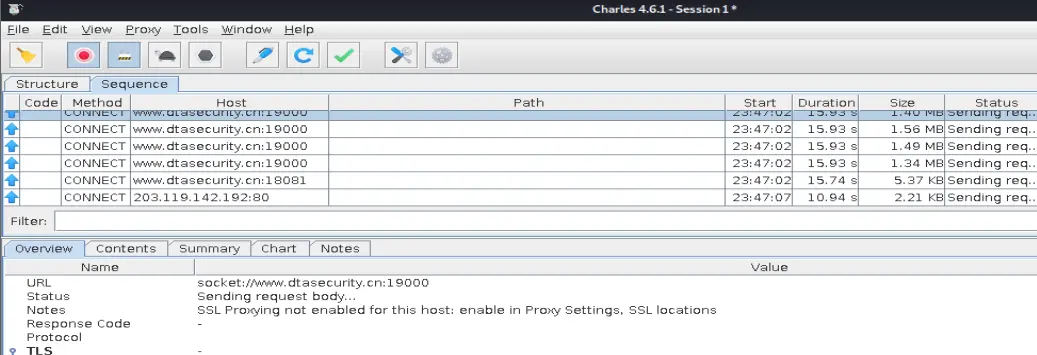 Charles 4.6.1 - Session 1 *
File Edit View Proxy Tools Window Help
Structure Sequence
Code Method Host Path Start Duration Size Status
CONNECT www.dtasecurity.cn:19000 23:47:02 15.93 s 1.40 MB Sending req...
CONNECT www.dtasecurity.cn:19000 23:47:02 15.93 s 1.56 MB Sending req...
CONNECT www.dtasecurity.cn:19000 23:47:02 15.93 s 1.49 MB Sending req...
CONNECT www.dtasecurity.cn:19000 23:47:02 15.93 s 1.34 MB Sending req...
CONNECT www.dtasecurity.cn:18081 23:47:02 15.74 s 5.37 KB Sending req...
CONNECT 203.119.142.192:80 23:47:07 10.94 s 2.21 KB Sending req...
Filter:
Overview Contents Summary Chart Notes
Name Value
URL socket://www.dtasecurity.cn:19000
Status Sending request body...
Notes SSL Proxying not enabled for this host: enable in Proxy Settings, SSL locations
Response Code -
Protocol
TLS -